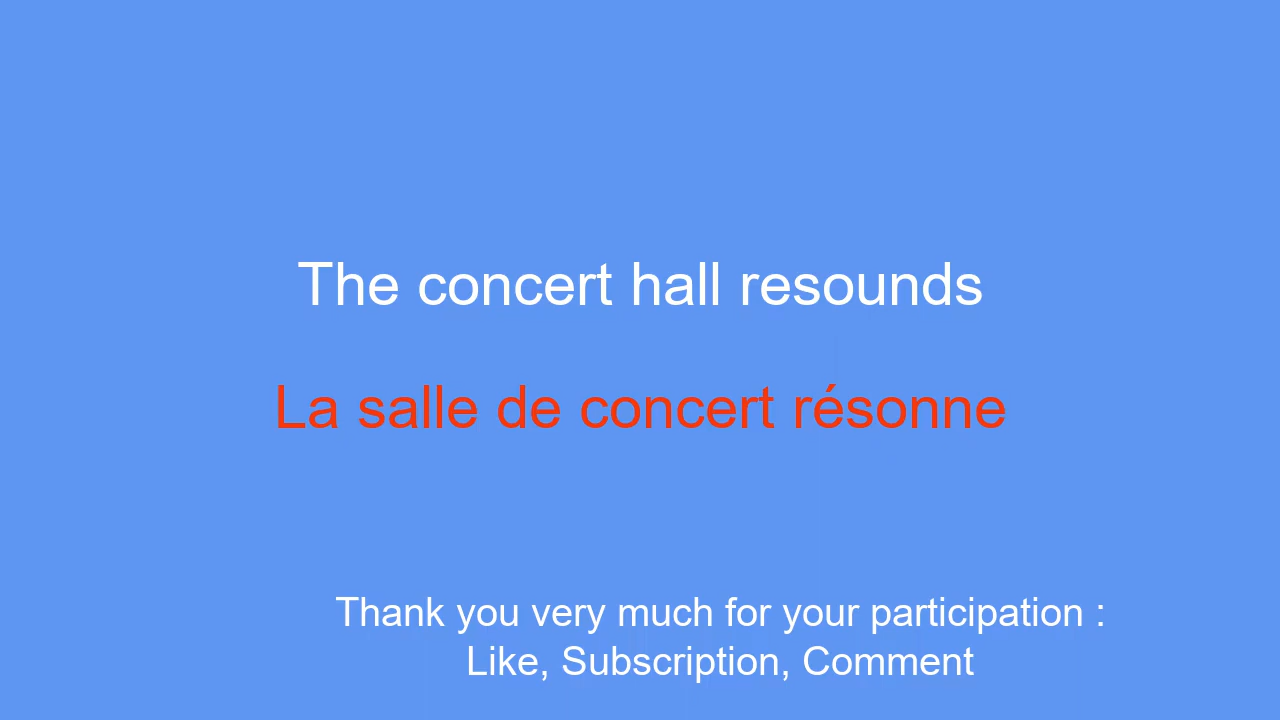 The concert hall resounds
La salle de concert résonne
Thank you very much for your participation :
Like, Subscription, Comment